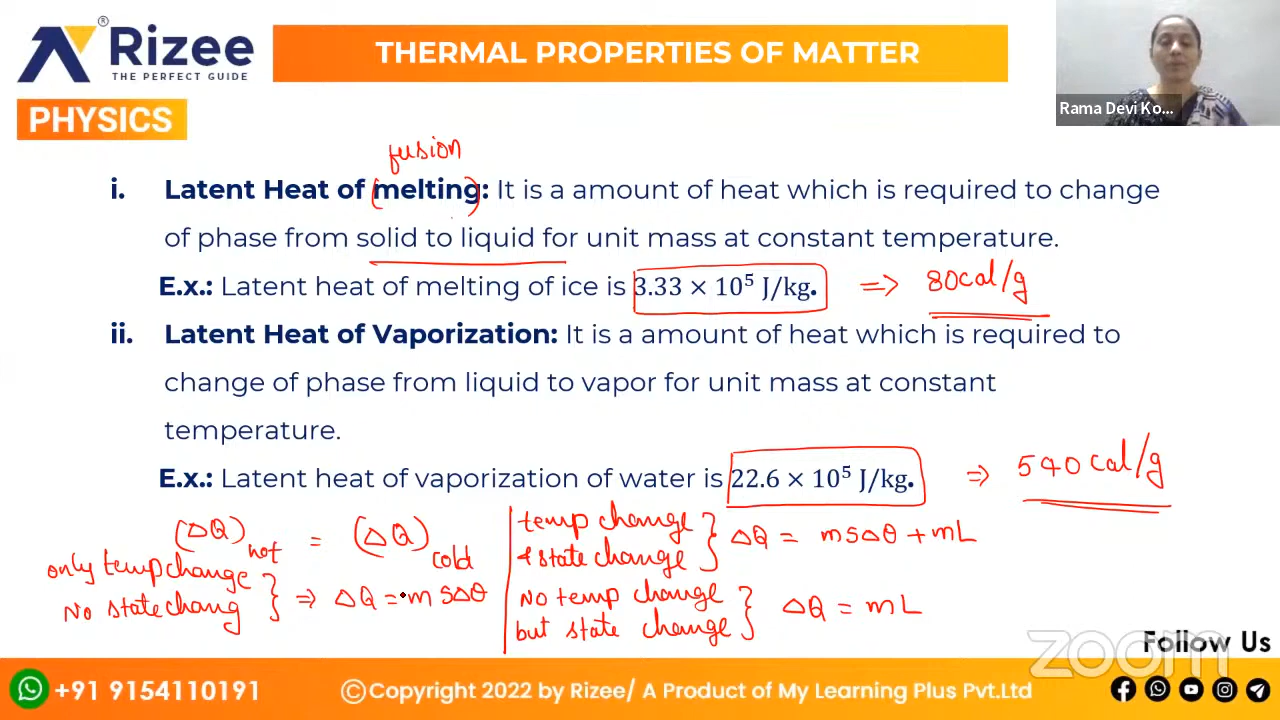 Rizee®
THE PERFECT GUIDE
THERMAL PROPERTIES OF MATTER
Rama Devi Ko...
PHYSICS
fusion
i. Latent Heat of (melting): It is a amount of heat which is required to change
of phase from solid to liquid for unit mass at constant temperature.
E.x.: Latent heat of melting of ice is 3.33 × 10⁵ J/kg. ⇒ 80cal/g
ii. Latent Heat of Vaporization: It is a amount of heat which is required to
change of phase from liquid to vapor for unit mass at constant
temperature.
E.x.: Latent heat of vaporization of water is 22.6 × 10⁵ J/kg. ⇒ 540 cal/g
(ΔQ)hot = (ΔQ)cold
only temp change
No state chang } ⇒ ΔQ = m SΔθ
temp change
& state change } ΔQ = msΔθ + mL
No temp change
but state change } ΔQ = mL
zoom
Follow Us
+91 9154110191
©Copyright 2022 by Rizee/ A Product of My Learning Plus Pvt.Ltd